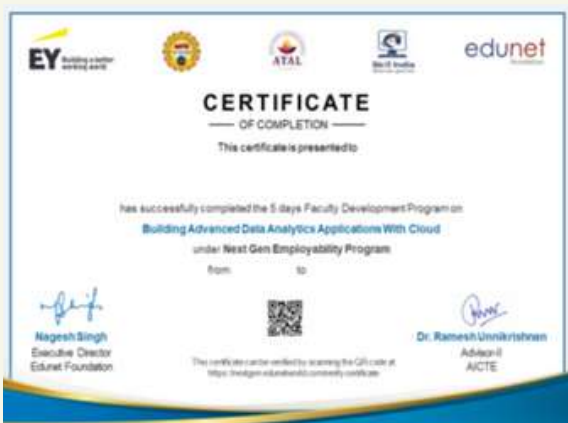 EY Building a better
working world
ATAL
Skill India
edunet
foundation
CERTIFICATE
OF COMPLETION
This certificate is presented to
has successfully completed the 5 days Faculty Development Program on
Building Advanced Data Analytics Applications With Cloud
under Next Gen Employability Program
from to
Nagesh Singh
Executive Director
Edunet Foundation
Dr. Ramesh Unnikrishnan
Advisor-II
AICTE
This certificate can be verified by scanning the QR code at